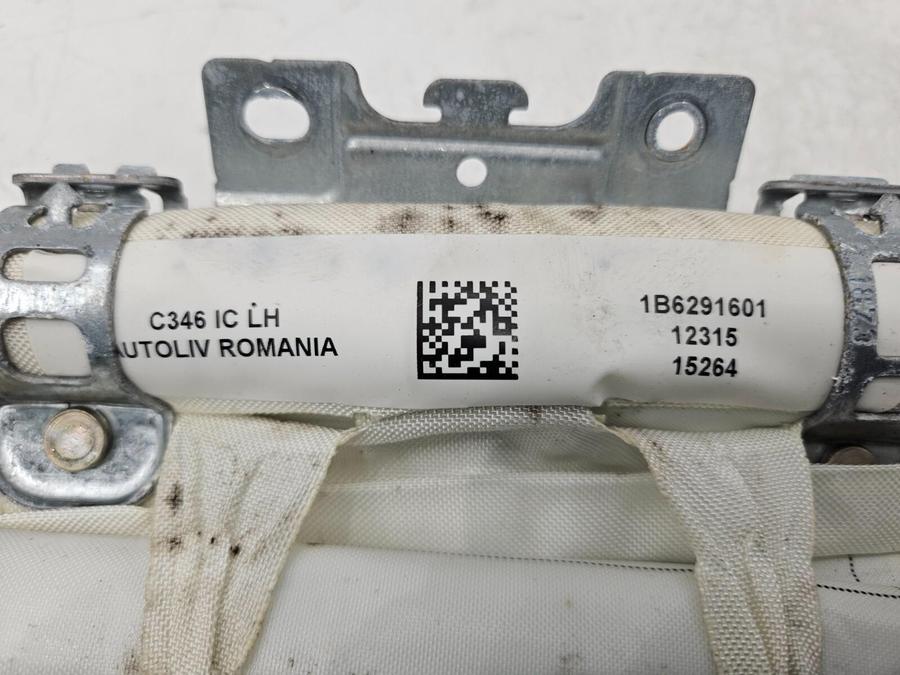 C346 IC LH
AUTOLIV ROMANIA
1B6291601
12315
15264